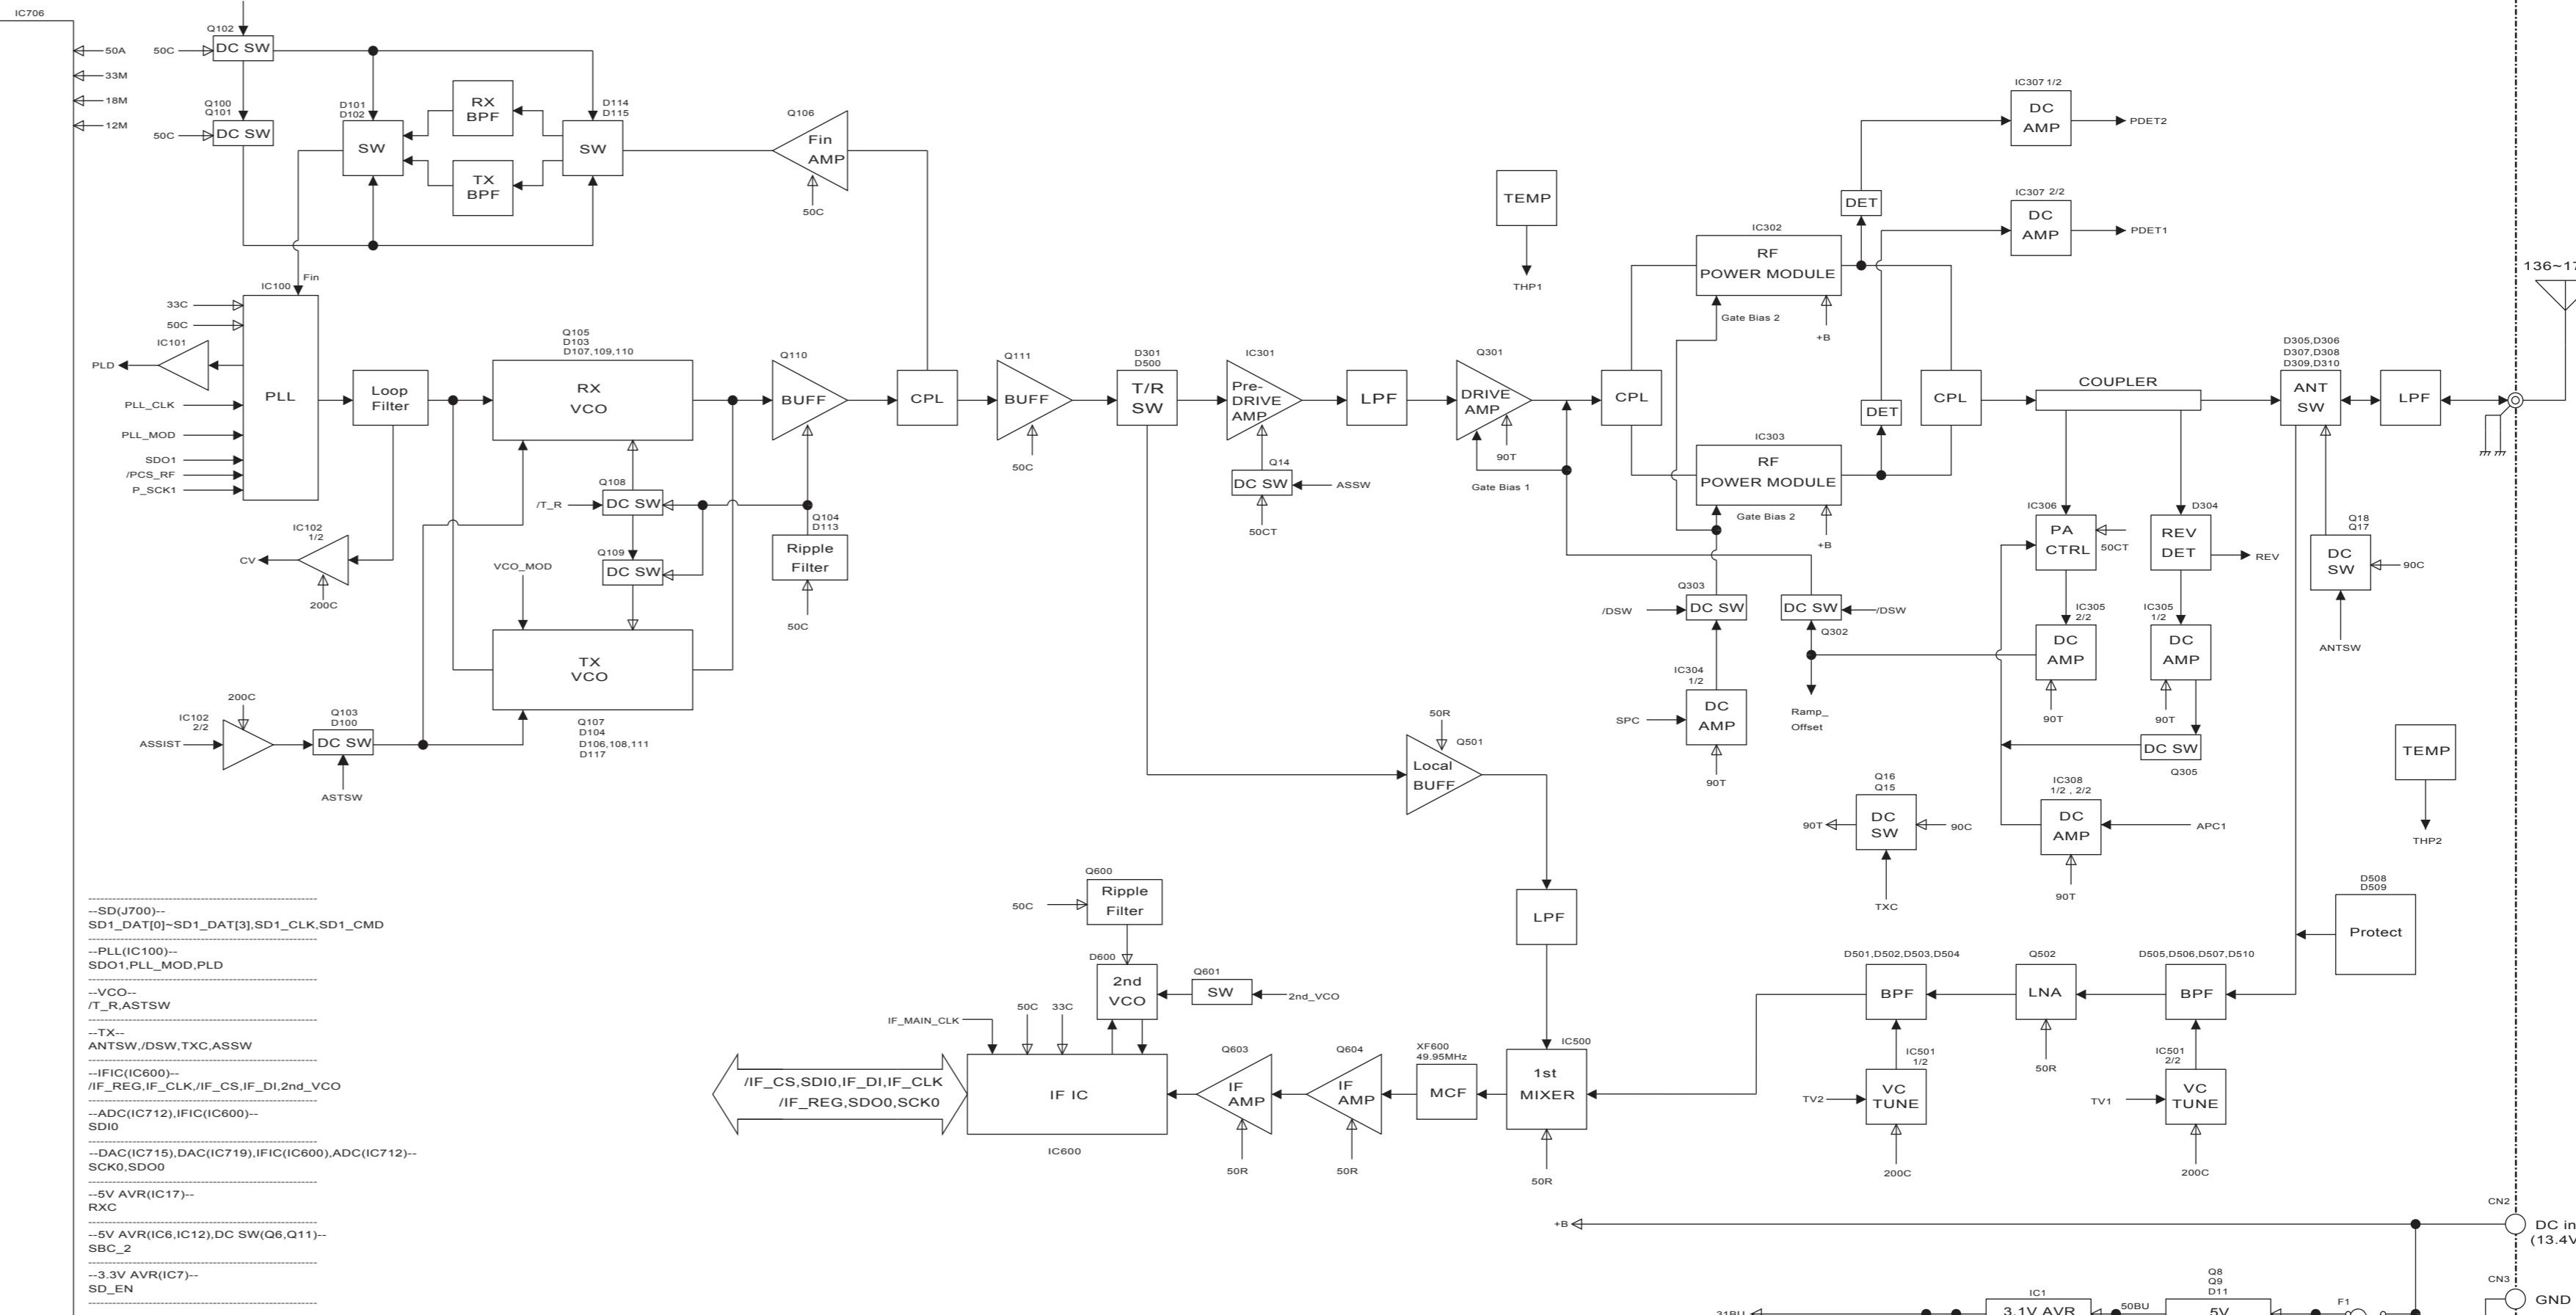 IC706
50A
33M
18M
12M
Q102
50C
DC SW
Q100
Q101
50C
DC SW
D101
D102
SW
RX
BPF
TX
BPF
D114
D115
SW
Q106
Fin
AMP
50C
Fin
IC100
33C
50C
IC101
PLD
PLL_CLK
PLL_MOD
SDO1
/PCS_RF
P_SCK1
PLL
Loop
Filter
IC102
1/2
CV
200C
Q105
D103
D107,109,110
RX
VCO
Q108
/T_R
DC SW
Q109
DC SW
VCO_MOD
TX
VCO
Q107
D104
D106,108,111
D117
Q104
D113
Ripple
Filter
50C
200C
IC102
2/2
ASSIST
Q103
D100
DC SW
ASTSW
Q110
BUFF
CPL
Q111
BUFF
50C
D301
D500
T/R
SW
IC301
Pre-
DRIVE
AMP
Q14
DC SW
ASSW
50CT
LPF
Q301
DRIVE
AMP
90T
Gate Bias 1
TEMP
THP1
CPL
IC302
RF
POWER MODULE
Gate Bias 2
+B
IC303
RF
POWER MODULE
Gate Bias 2
+B
DET
DET
IC307 1/2
DC
AMP
PDET2
IC307 2/2
DC
AMP
PDET1
CPL
COUPLER
D305,D306
D307,D308
D309,D310
ANT
SW
LPF
136~17
IC306
PA
CTRL
50CT
D304
REV
DET
REV
Q18
Q17
DC
SW
90C
ANTSW
Q303
/DSW
DC SW
DC SW
/DSW
Q302
IC304
1/2
SPC
DC
AMP
90T
Ramp_
Offset
IC305
2/2
DC
AMP
90T
IC305
1/2
DC
AMP
90T
DC SW
Q305
IC308
1/2 , 2/2
DC
AMP
APC1
90T
Q16
Q15
90T
DC
SW
90C
TXC
TEMP
THP2
50R
Q501
Local
BUFF
LPF
D508
D509
Protect
D501,D502,D503,D504
BPF
Q502
LNA
50R
D505,D506,D507,D510
BPF
IC501
1/2
TV2
VC
TUNE
200C
IC501
2/2
TV1
VC
TUNE
200C
Q600
50C
Ripple
Filter
D600
2nd
VCO
Q601
SW
2nd_VCO
IF_MAIN_CLK
50C
33C
/IF_CS,SDI0,IF_DI,IF_CLK
/IF_REG,SDO0,SCK0
IF IC
IC600
Q603
IF
AMP
50R
Q604
IF
AMP
50R
XF600
49.95MHz
MCF
IC500
1st
MIXER
50R
--SD(J700)--
SD1_DAT[0]~SD1_DAT[3],SD1_CLK,SD1_CMD
--PLL(IC100)--
SDO1,PLL_MOD,PLD
--VCO--
/T_R,ASTSW
--TX--
ANTSW,/DSW,TXC,ASSW
--IFIC(IC600)--
/IF_REG,IF_CLK,/IF_CS,IF_DI,2nd_VCO
--ADC(IC712),IFIC(IC600)--
SDI0
--DAC(IC715),DAC(IC719),IFIC(IC600),ADC(IC712)--
SCK0,SDO0
--5V AVR(IC17)--
RXC
--5V AVR(IC6,IC12),DC SW(Q6,Q11)--
SBC_2
--3.3V AVR(IC7)--
SD_EN
+B
CN2
DC in
(13.4V
CN3
GND
31BU
IC1
3.1V AVR
50BU
Q8
Q9
D11
5V
F1